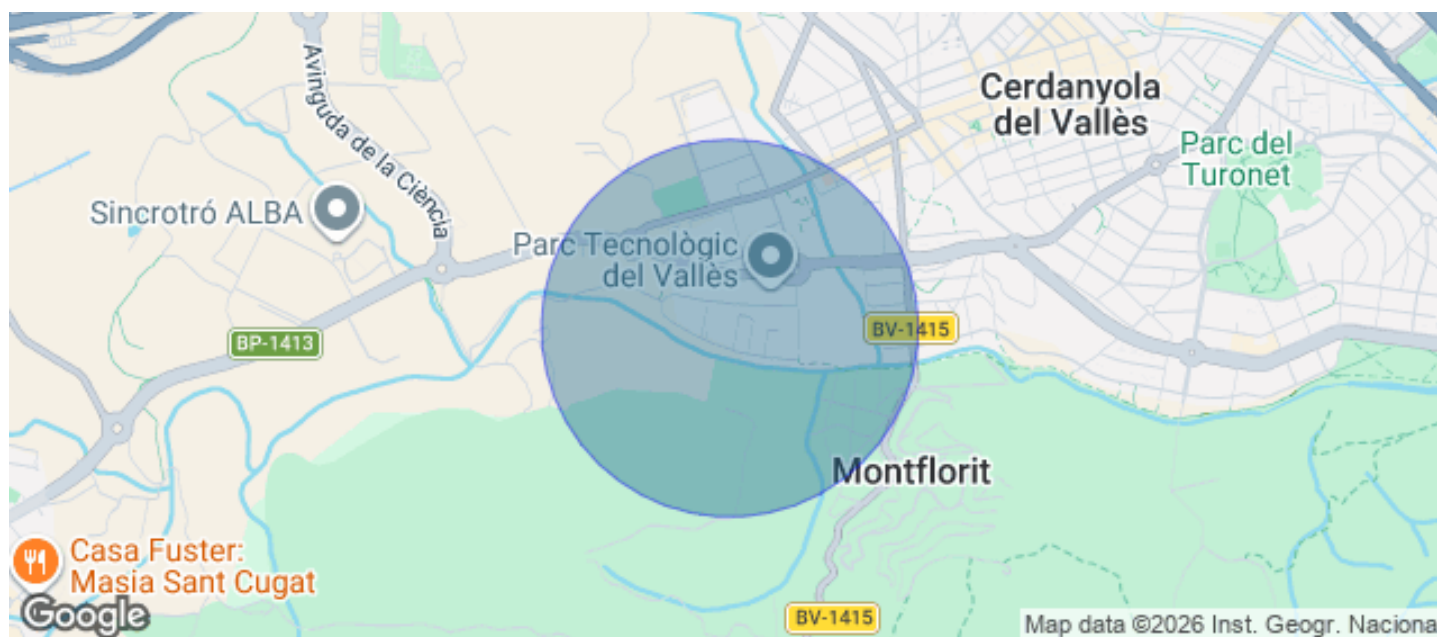 Avinguda de la Ciència
Cerdanyola
del Vallès
Parc del
Turonet
Sincrotró ALBA
Parc Tecnològic
del Vallès
BV-1415
BP-1413
Montflorit
Casa Fuster:
Masia Sant Cugat
Google
BV-1415
Map data ©2026 Inst. Geogr. Naciona